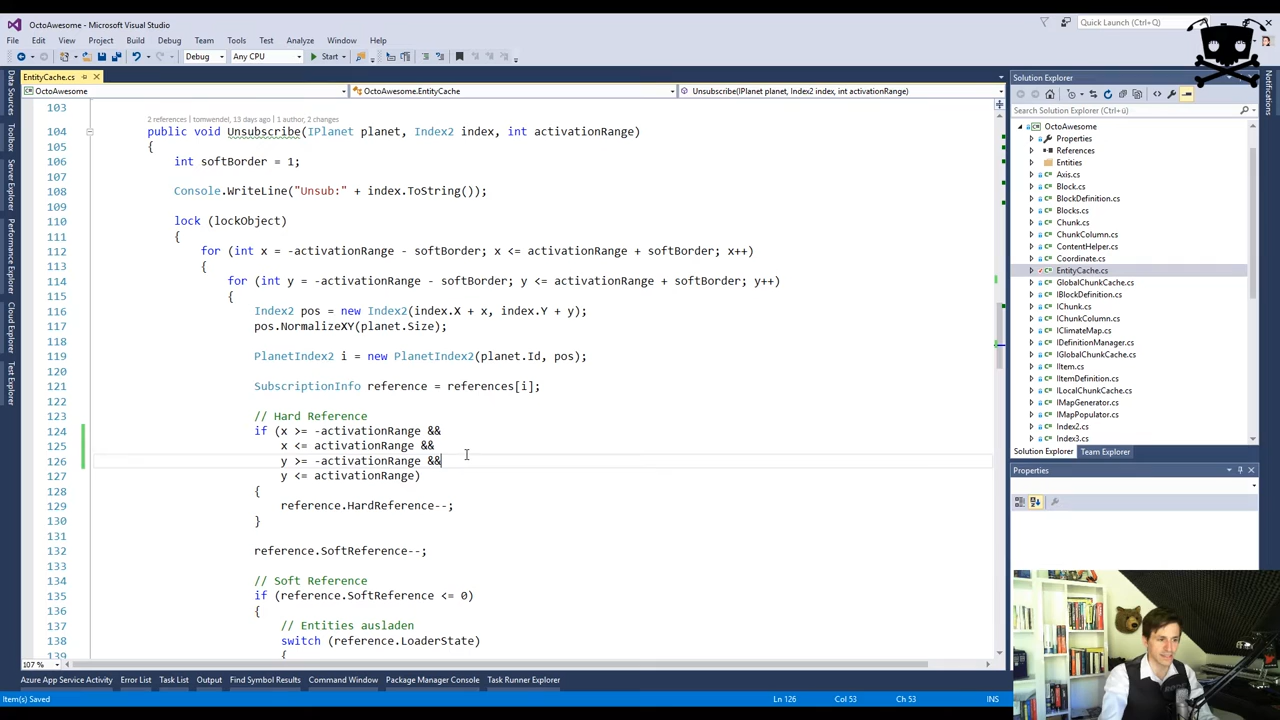 OctoAwesome - Microsoft Visual Studio
Quick Launch (Ctrl+Q)
File Edit View Project Build Debug Team Tools Test Analyze Window Help
Debug Any CPU Start
EntityCache.cs
OctoAwesome OctoAwesome.EntityCache Unsubscribe(IPlanet planet, Index2 index, int activationRange)
103
2 references | tomwendel, 13 days ago | 1 author, 2 changes
104 public void Unsubscribe(IPlanet planet, Index2 index, int activationRange)
105 {
106 int softBorder = 1;
107
108 Console.WriteLine("Unsub:" + index.ToString());
109
110 lock (lockObject)
111 {
112 for (int x = -activationRange - softBorder; x <= activationRange + softBorder; x++)
113 {
114 for (int y = -activationRange - softBorder; y <= activationRange + softBorder; y++)
115 {
116 Index2 pos = new Index2(index.X + x, index.Y + y);
117 pos.NormalizeXY(planet.Size);
118
119 PlanetIndex2 i = new PlanetIndex2(planet.Id, pos);
120
121 SubscriptionInfo reference = references[i];
122
123 // Hard Reference
124 if (x >= -activationRange &&
125 x <= activationRange &&
126 y >= -activationRange &&
127 y <= activationRange)
128 {
129 reference.HardReference--;
130 }
131
132 reference.SoftReference--;
133
134 // Soft Reference
135 if (reference.SoftReference <= 0)
136 {
137 // Entities ausladen
138 switch (reference.LoaderState)
{
107 %
Data Sources
Toolbox
Server Explorer
Performance Explorer
Cloud Explorer
Test Explorer
Solution Explorer
Search Solution Explorer (Ctrl+ü)
OctoAwesome
Properties
References
Entities
Axis.cs
Block.cs
BlockDefinition.cs
Blocks.cs
Chunk.cs
ChunkColumn.cs
ContentHelper.cs
Coordinate.cs
EntityCache.cs
GlobalChunkCache.cs
IBlockDefinition.cs
IChunk.cs
IChunkColumn.cs
IClimateMap.cs
IDefinitionManager.cs
IGlobalChunkCache.cs
IItem.cs
IItemDefinition.cs
ILocalChunkCache.cs
IMapGenerator.cs
IMapPopulator.cs
Index2.cs
Index3.cs
Solution Explorer Team Explorer
Properties
Notifications
Azure App Service Activity Error List Task List Output Find Symbol Results Command Window Package Manager Console Task Runner Explorer
Item(s) Saved Ln 126 Col 53 Ch 53 INS